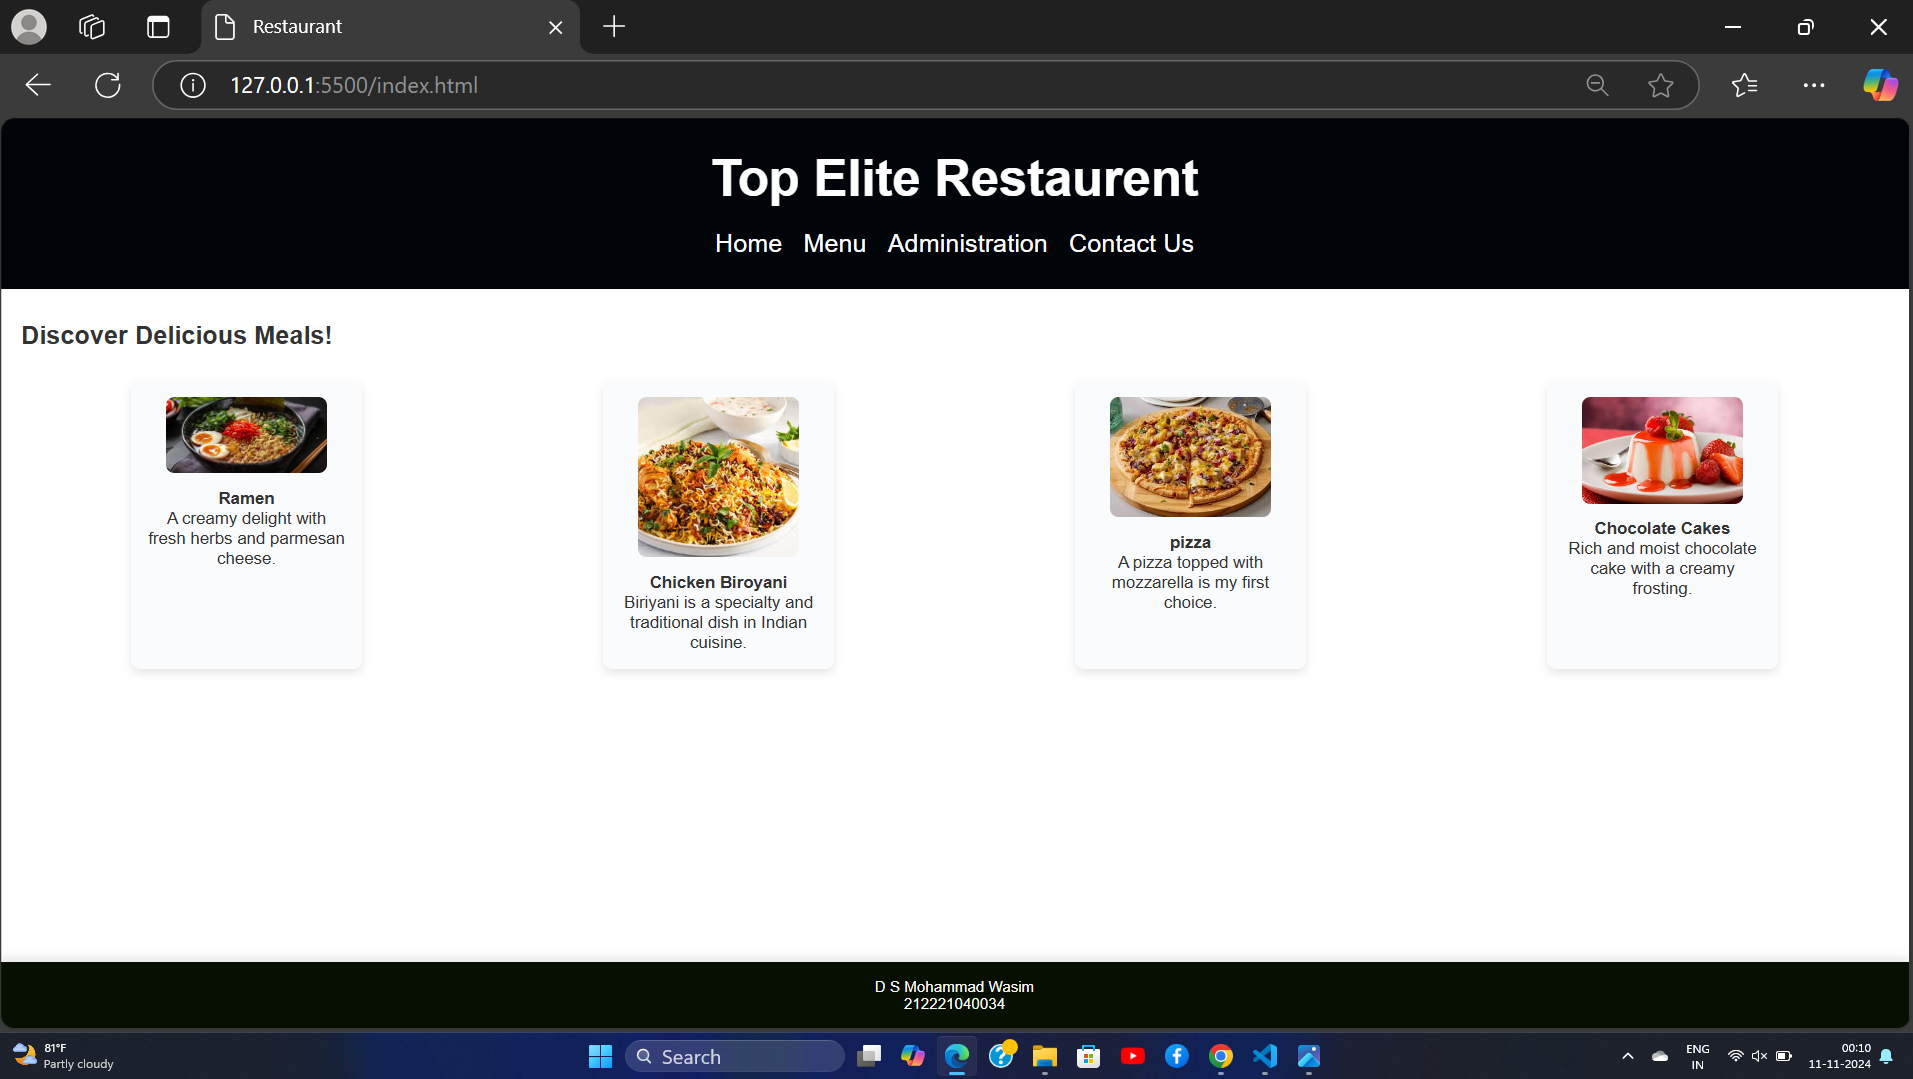 Restaurant
127.0.0.1:5500/index.html
Top Elite Restaurent
Home Menu Administration Contact Us
Discover Delicious Meals!
Ramen
A creamy delight with
fresh herbs and parmesan
cheese.
Chicken Biroyani
Biriyani is a specialty and
traditional dish in Indian
cuisine.
pizza
A pizza topped with
mozzarella is my first
choice.
Chocolate Cakes
Rich and moist chocolate
cake with a creamy
frosting.
D S Mohammad Wasim
212221040034
81°F
Partly cloudy
Search
ENG
IN
00:10
11-11-2024